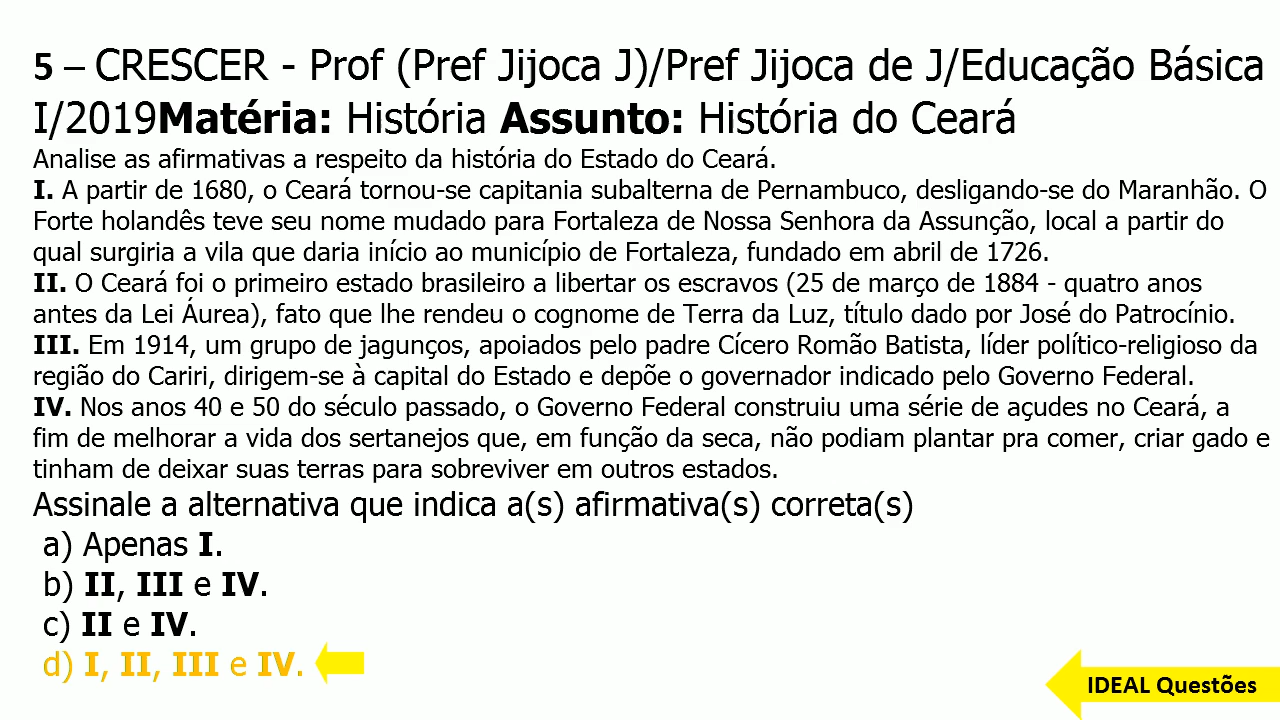 5 – CRESCER - Prof (Pref Jijoca J)/Pref Jijoca de J/Educação Básica
I/2019Matéria: História Assunto: História do Ceará
Analise as afirmativas a respeito da história do Estado do Ceará.
I. A partir de 1680, o Ceará tornou-se capitania subalterna de Pernambuco, desligando-se do Maranhão. O
Forte holandês teve seu nome mudado para Fortaleza de Nossa Senhora da Assunção, local a partir do
qual surgiria a vila que daria início ao município de Fortaleza, fundado em abril de 1726.
II. O Ceará foi o primeiro estado brasileiro a libertar os escravos (25 de março de 1884 - quatro anos
antes da Lei Áurea), fato que lhe rendeu o cognome de Terra da Luz, título dado por José do Patrocínio.
III. Em 1914, um grupo de jagunços, apoiados pelo padre Cícero Romão Batista, líder político-religioso da
região do Cariri, dirigem-se à capital do Estado e depõe o governador indicado pelo Governo Federal.
IV. Nos anos 40 e 50 do século passado, o Governo Federal construiu uma série de açudes no Ceará, a
fim de melhorar a vida dos sertanejos que, em função da seca, não podiam plantar pra comer, criar gado e
tinham de deixar suas terras para sobreviver em outros estados.
Assinale a alternativa que indica a(s) afirmativa(s) correta(s)
a) Apenas I.
b) II, III e IV.
c) II e IV.
d) I, II, III e IV.
IDEAL Questões